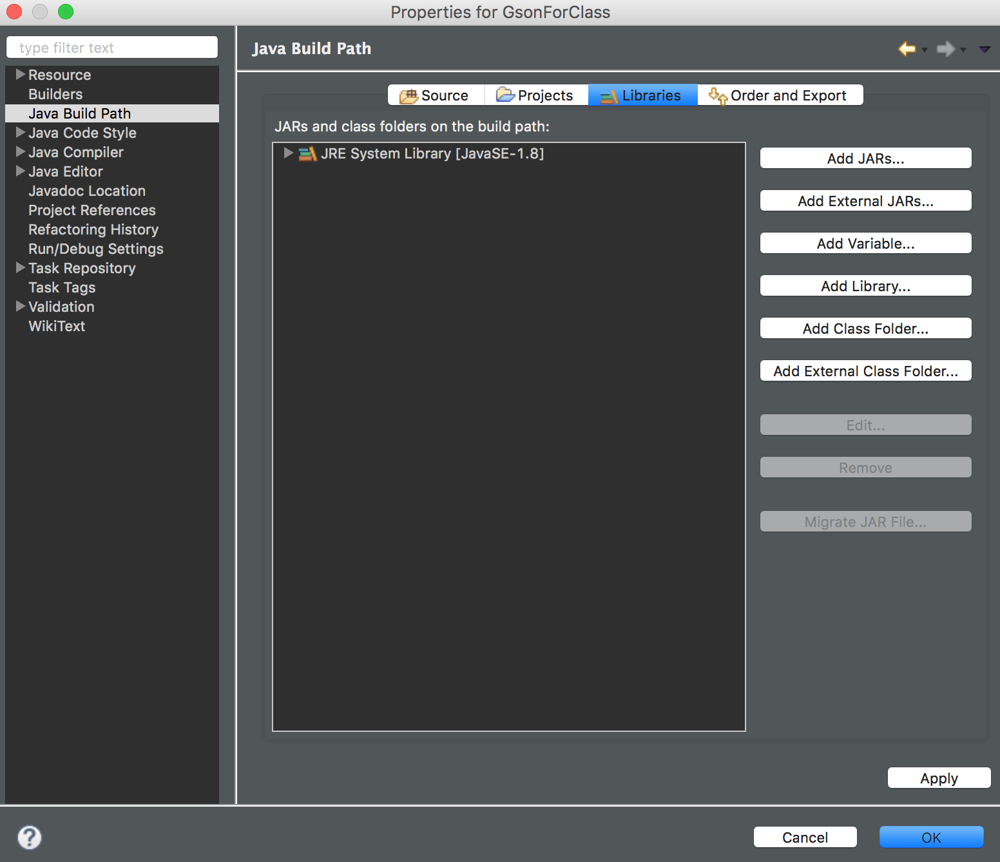 Properties for GsonForClass
type filter text
Resource
Builders
Java Build Path
Java Code Style
Java Compiler
Java Editor
Javadoc Location
Project References
Refactoring History
Run/Debug Settings
Task Repository
Task Tags
Validation
WikiText
Java Build Path
Source
Projects
Libraries
Order and Export
JARs and class folders on the build path:
JRE System Library [JavaSE-1.8]
Add JARs...
Add External JARs...
Add Variable...
Add Library...
Add Class Folder...
Add External Class Folder...
Edit...
Remove
Migrate JAR File...
Apply
?
Cancel
OK